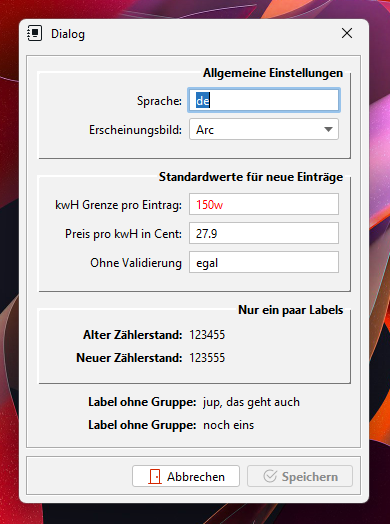 Dialog
Allgemeine Einstellungen
Sprache: de
Erscheinungsbild: Arc
Standardwerte für neue Einträge
kwH Grenze pro Eintrag: 150w
Preis pro kwH in Cent: 27.9
Ohne Validierung egal
Nur ein paar Labels
Alter Zählerstand: 123455
Neuer Zählerstand: 123555
Label ohne Gruppe: jup, das geht auch
Label ohne Gruppe: noch eins
Abbrechen Speichern